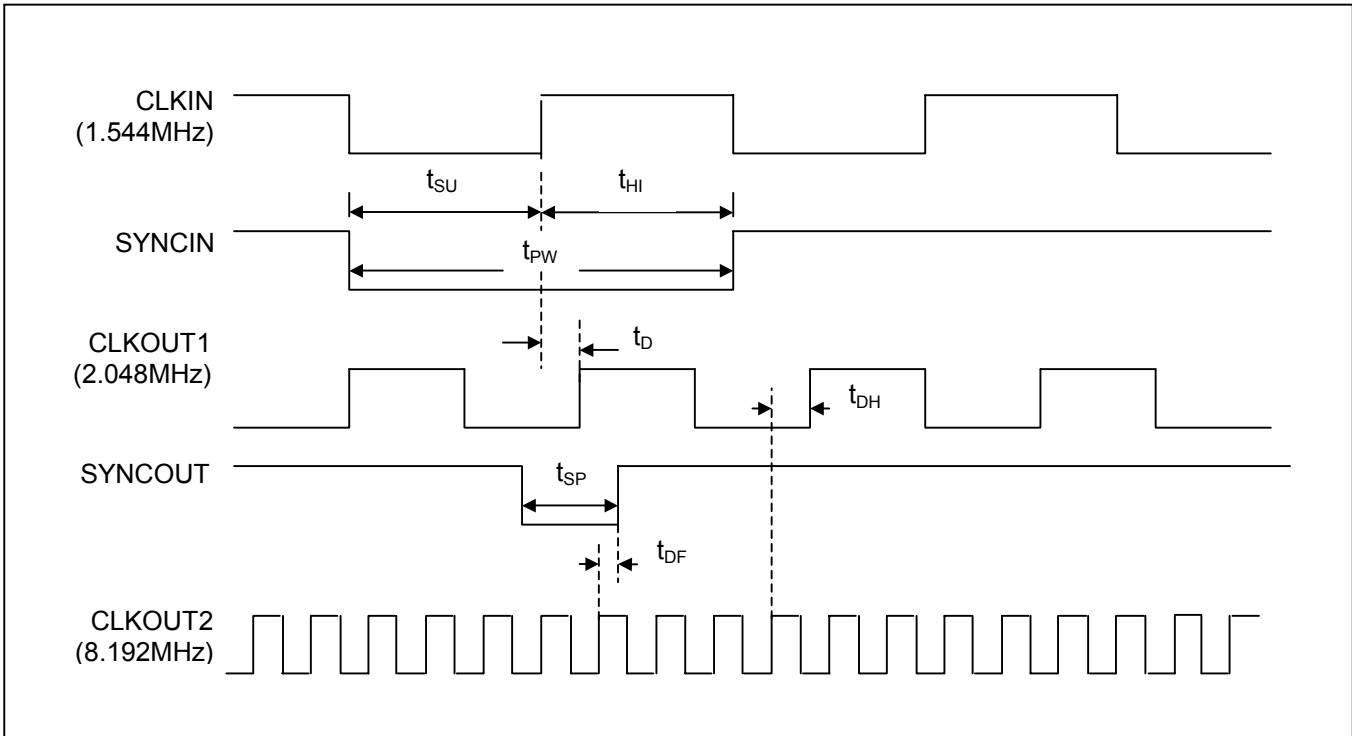 CLKIN
(1.544MHz)
tSU
tHI
SYNCIN
tPW
CLKOUT1
(2.048MHz)
tD
tDH
SYNCOUT
tSP
tDF
CLKOUT2
(8.192MHz)